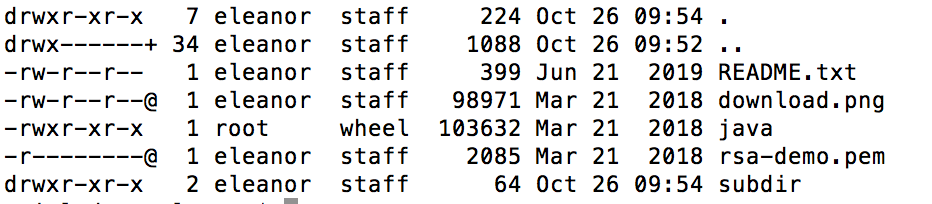 drwxr-xr-x   7 eleanor  staff     224 Oct 26 09:54 .
drwx------+ 34 eleanor  staff    1088 Oct 26 09:52 ..
-rw-r--r--   1 eleanor  staff     399 Jun 21  2019 README.txt
-rw-r--r--@  1 eleanor  staff   98971 Mar 21  2018 download.png
-rwxr-xr-x   1 root     wheel  103632 Mar 21  2018 java
-r--------@  1 eleanor  staff    2085 Mar 21  2018 rsa-demo.pem
drwxr-xr-x   2 eleanor  staff      64 Oct 26 09:54 subdir